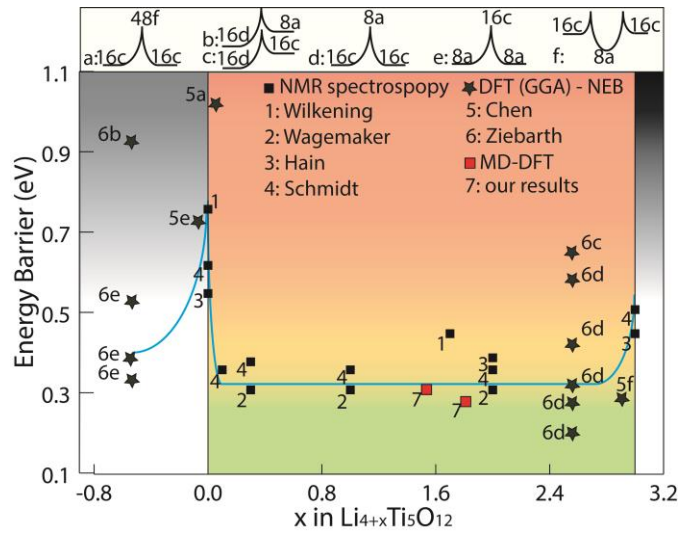 48f
16d 8a
8a
16c
16c 16c
b:
a:16c 16c
c:16d 16c
d:16c 16c
e:8a 8a
f: 8a
1.1
0.9
0.7
0.5
0.3
0.1
Energy Barrier (eV)
NMR spectrospopy
1: Wilkening
2: Wagemaker
3: Hain
4: Schmidt
DFT (GGA) - NEB
5: Chen
6: Ziebarth
MD-DFT
7: our results
6b
6e
6e
6e
5a
5e
1
4
3
4
4
2
4
2
1
7
7
3
4
2
6c
6d
6d
6d
6d
6d
5f
4
3
-0.8 0.0 0.8 1.6 2.4 3.2
x in Li4+xTi5O12